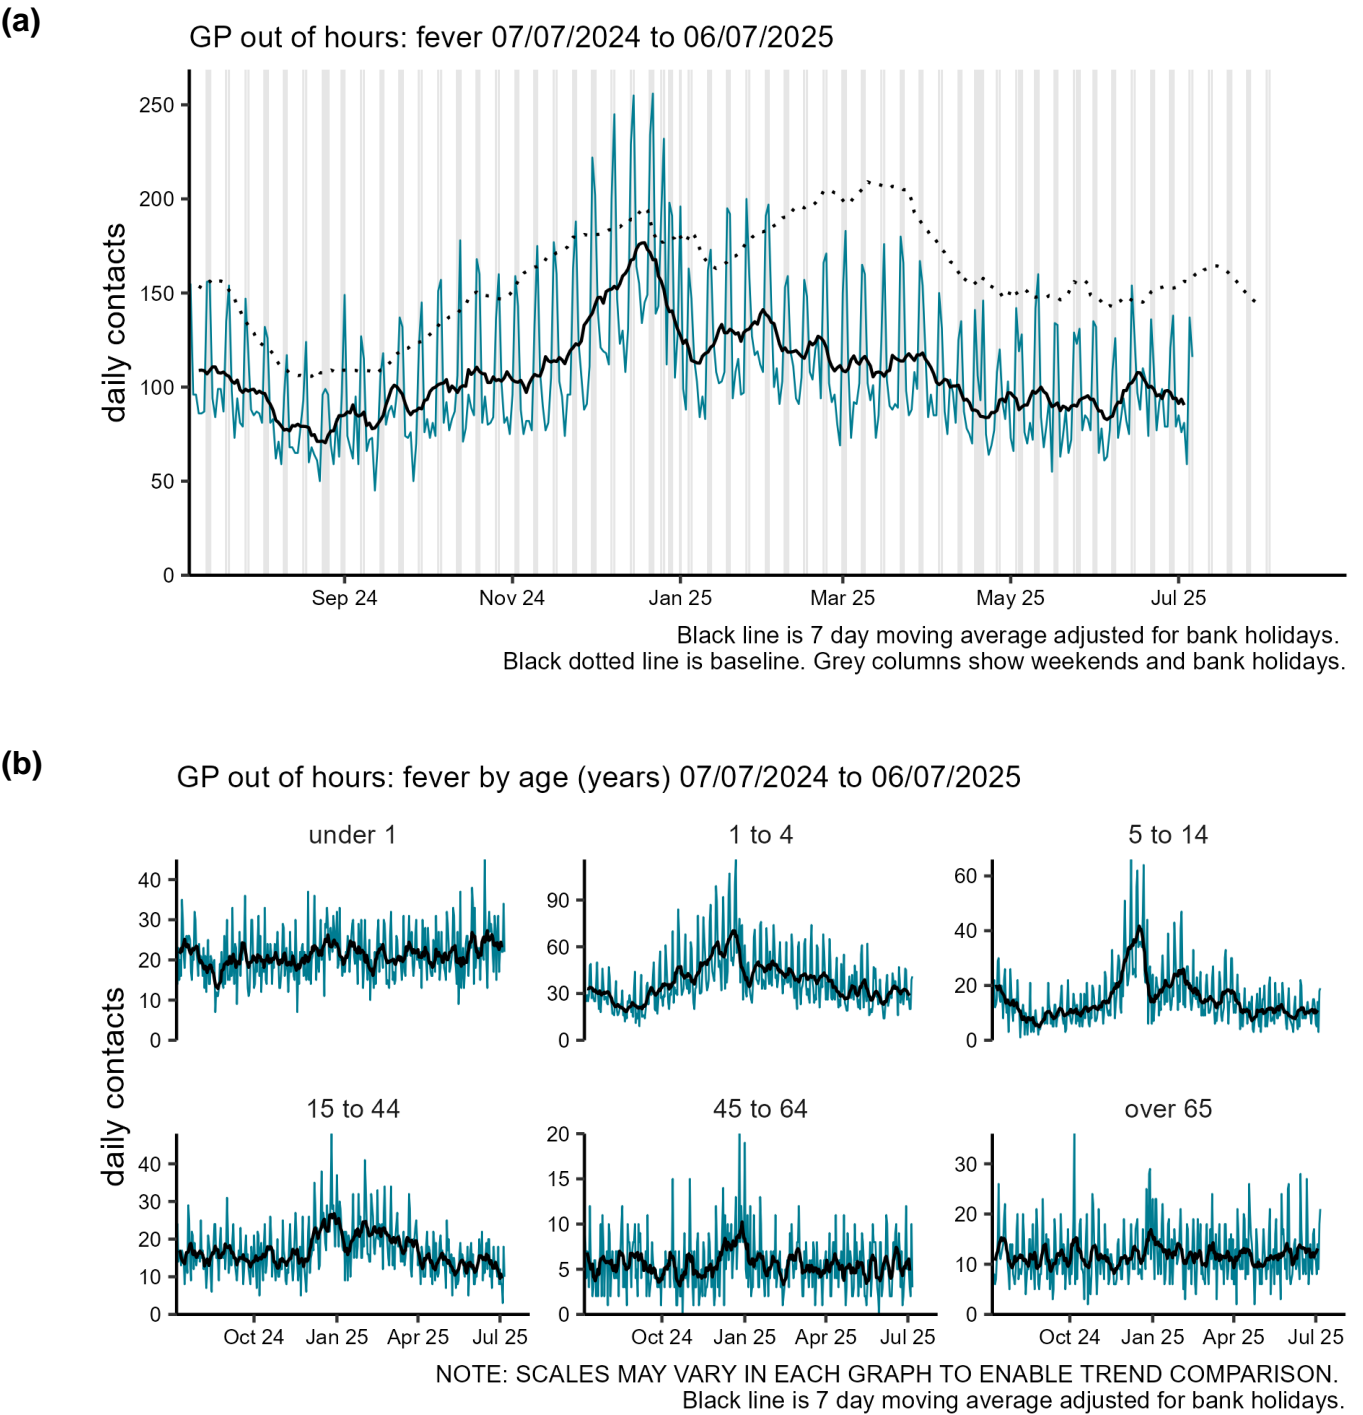 (a)
GP out of hours: fever 07/07/2024 to 06/07/2025
daily contacts
250
200
150
100
50
0
Sep 24 Nov 24 Jan 25 Mar 25 May 25 Jul 25
Black line is 7 day moving average adjusted for bank holidays.
Black dotted line is baseline. Grey columns show weekends and bank holidays.
(b)
GP out of hours: fever by age (years) 07/07/2024 to 06/07/2025
daily contacts
under 1
40
30
20
10
0
1 to 4
90
60
30
0
5 to 14
60
40
20
0
15 to 44
40
30
20
10
0
Oct 24 Jan 25 Apr 25 Jul 25
45 to 64
20
15
10
5
0
Oct 24 Jan 25 Apr 25 Jul 25
over 65
30
20
10
0
Oct 24 Jan 25 Apr 25 Jul 25
NOTE: SCALES MAY VARY IN EACH GRAPH TO ENABLE TREND COMPARISON.
Black line is 7 day moving average adjusted for bank holidays.